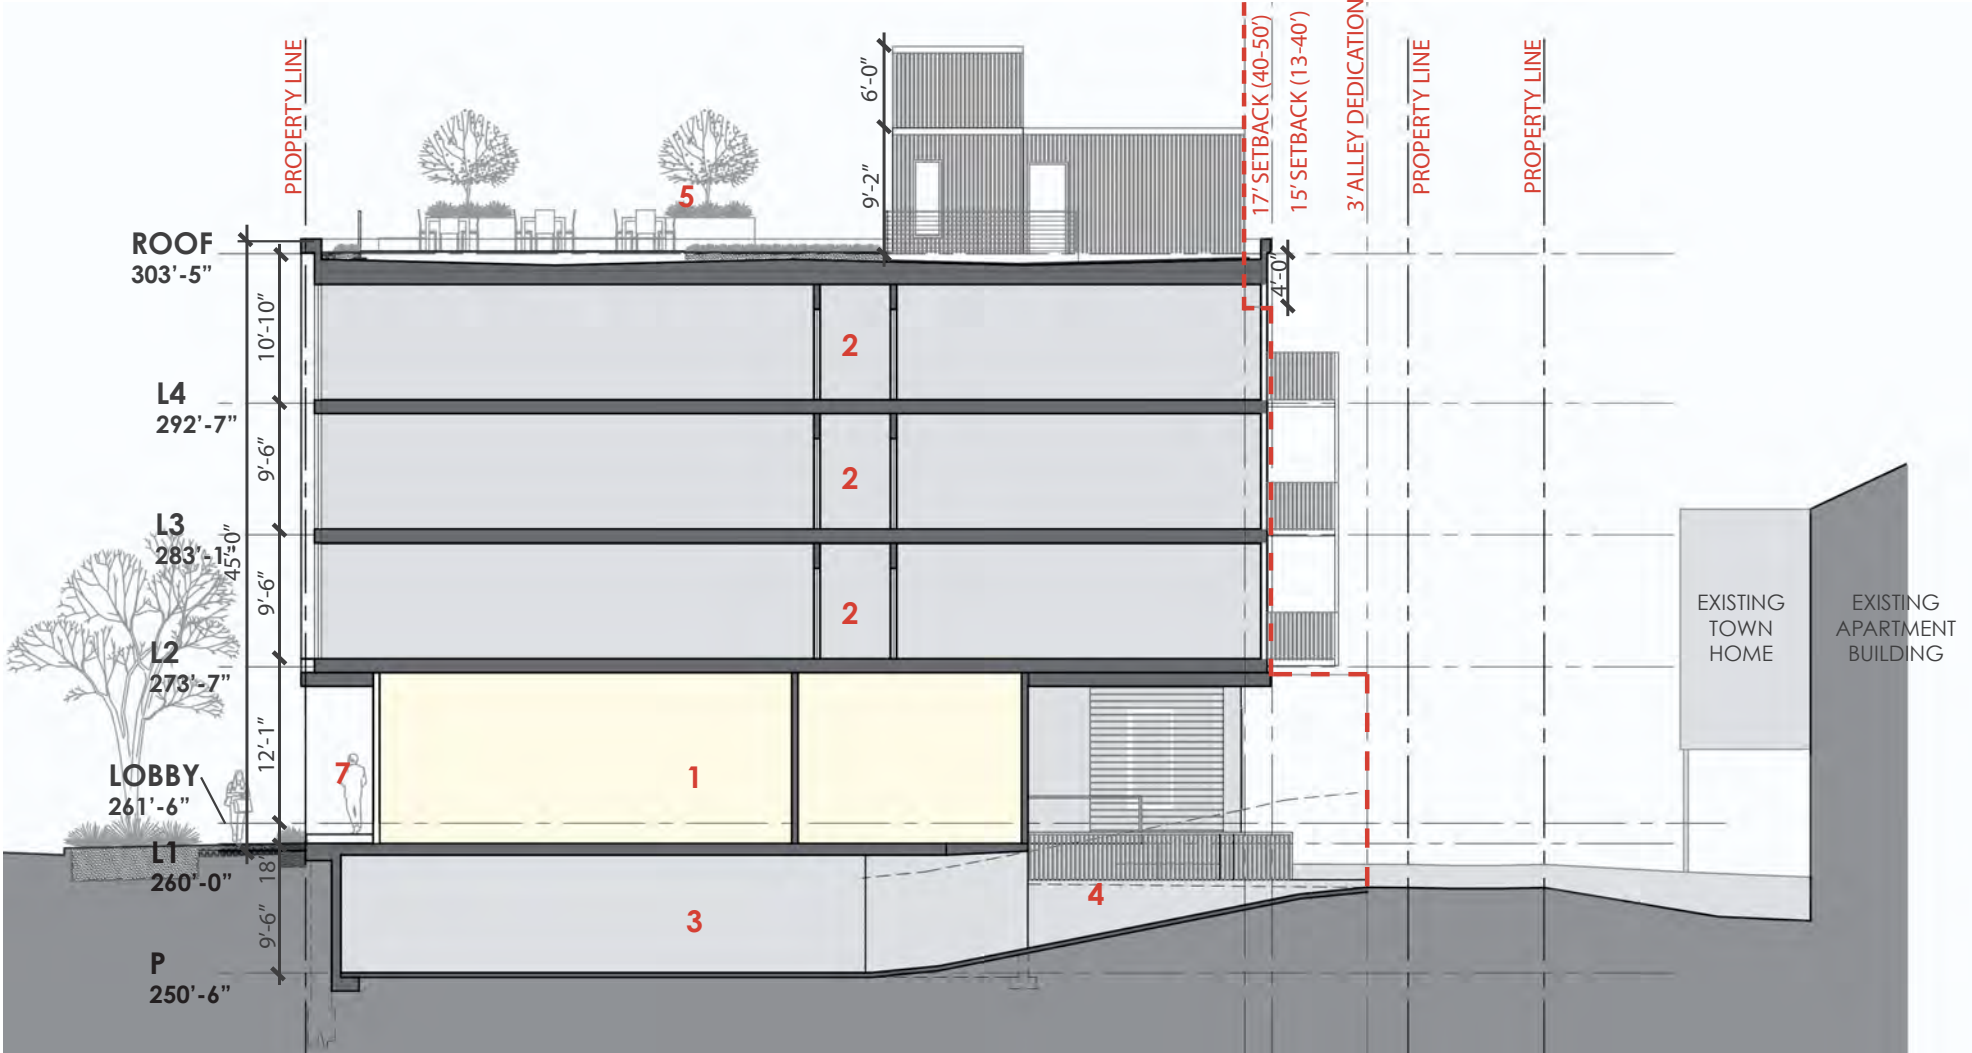 PROPERTY LINE
6'-0"
9'-2"
17' SETBACK (40-50')
15' SETBACK (13-40')
3' ALLEY DEDICATION
PROPERTY LINE
PROPERTY LINE
5
ROOF
303'-5"
4'-0"
10'-10"
2
L4
292'-7"
9'-6"
2
L3
283'-1"
45'-0"
9'-6"
2
EXISTING
TOWN
HOME
EXISTING
APARTMENT
BUILDING
L2
273'-7"
12'-1"
7
1
LOBBY
261'-6"
L1
260'-0"
18"
9'-6"
3
4
P
250'-6"